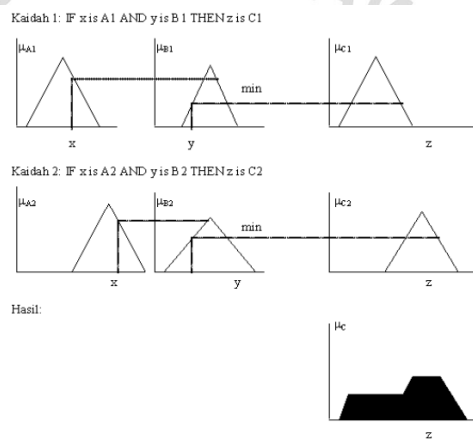 Kaidah 1: IF x is A1 AND y is B1 THEN z is C1
μA1 μB1 μC1
min
x y z
Kaidah 2: IF x is A2 AND y is B2 THEN z is C2
μA2 μB2 μC2
min
x y z
Hasil:
μC
z